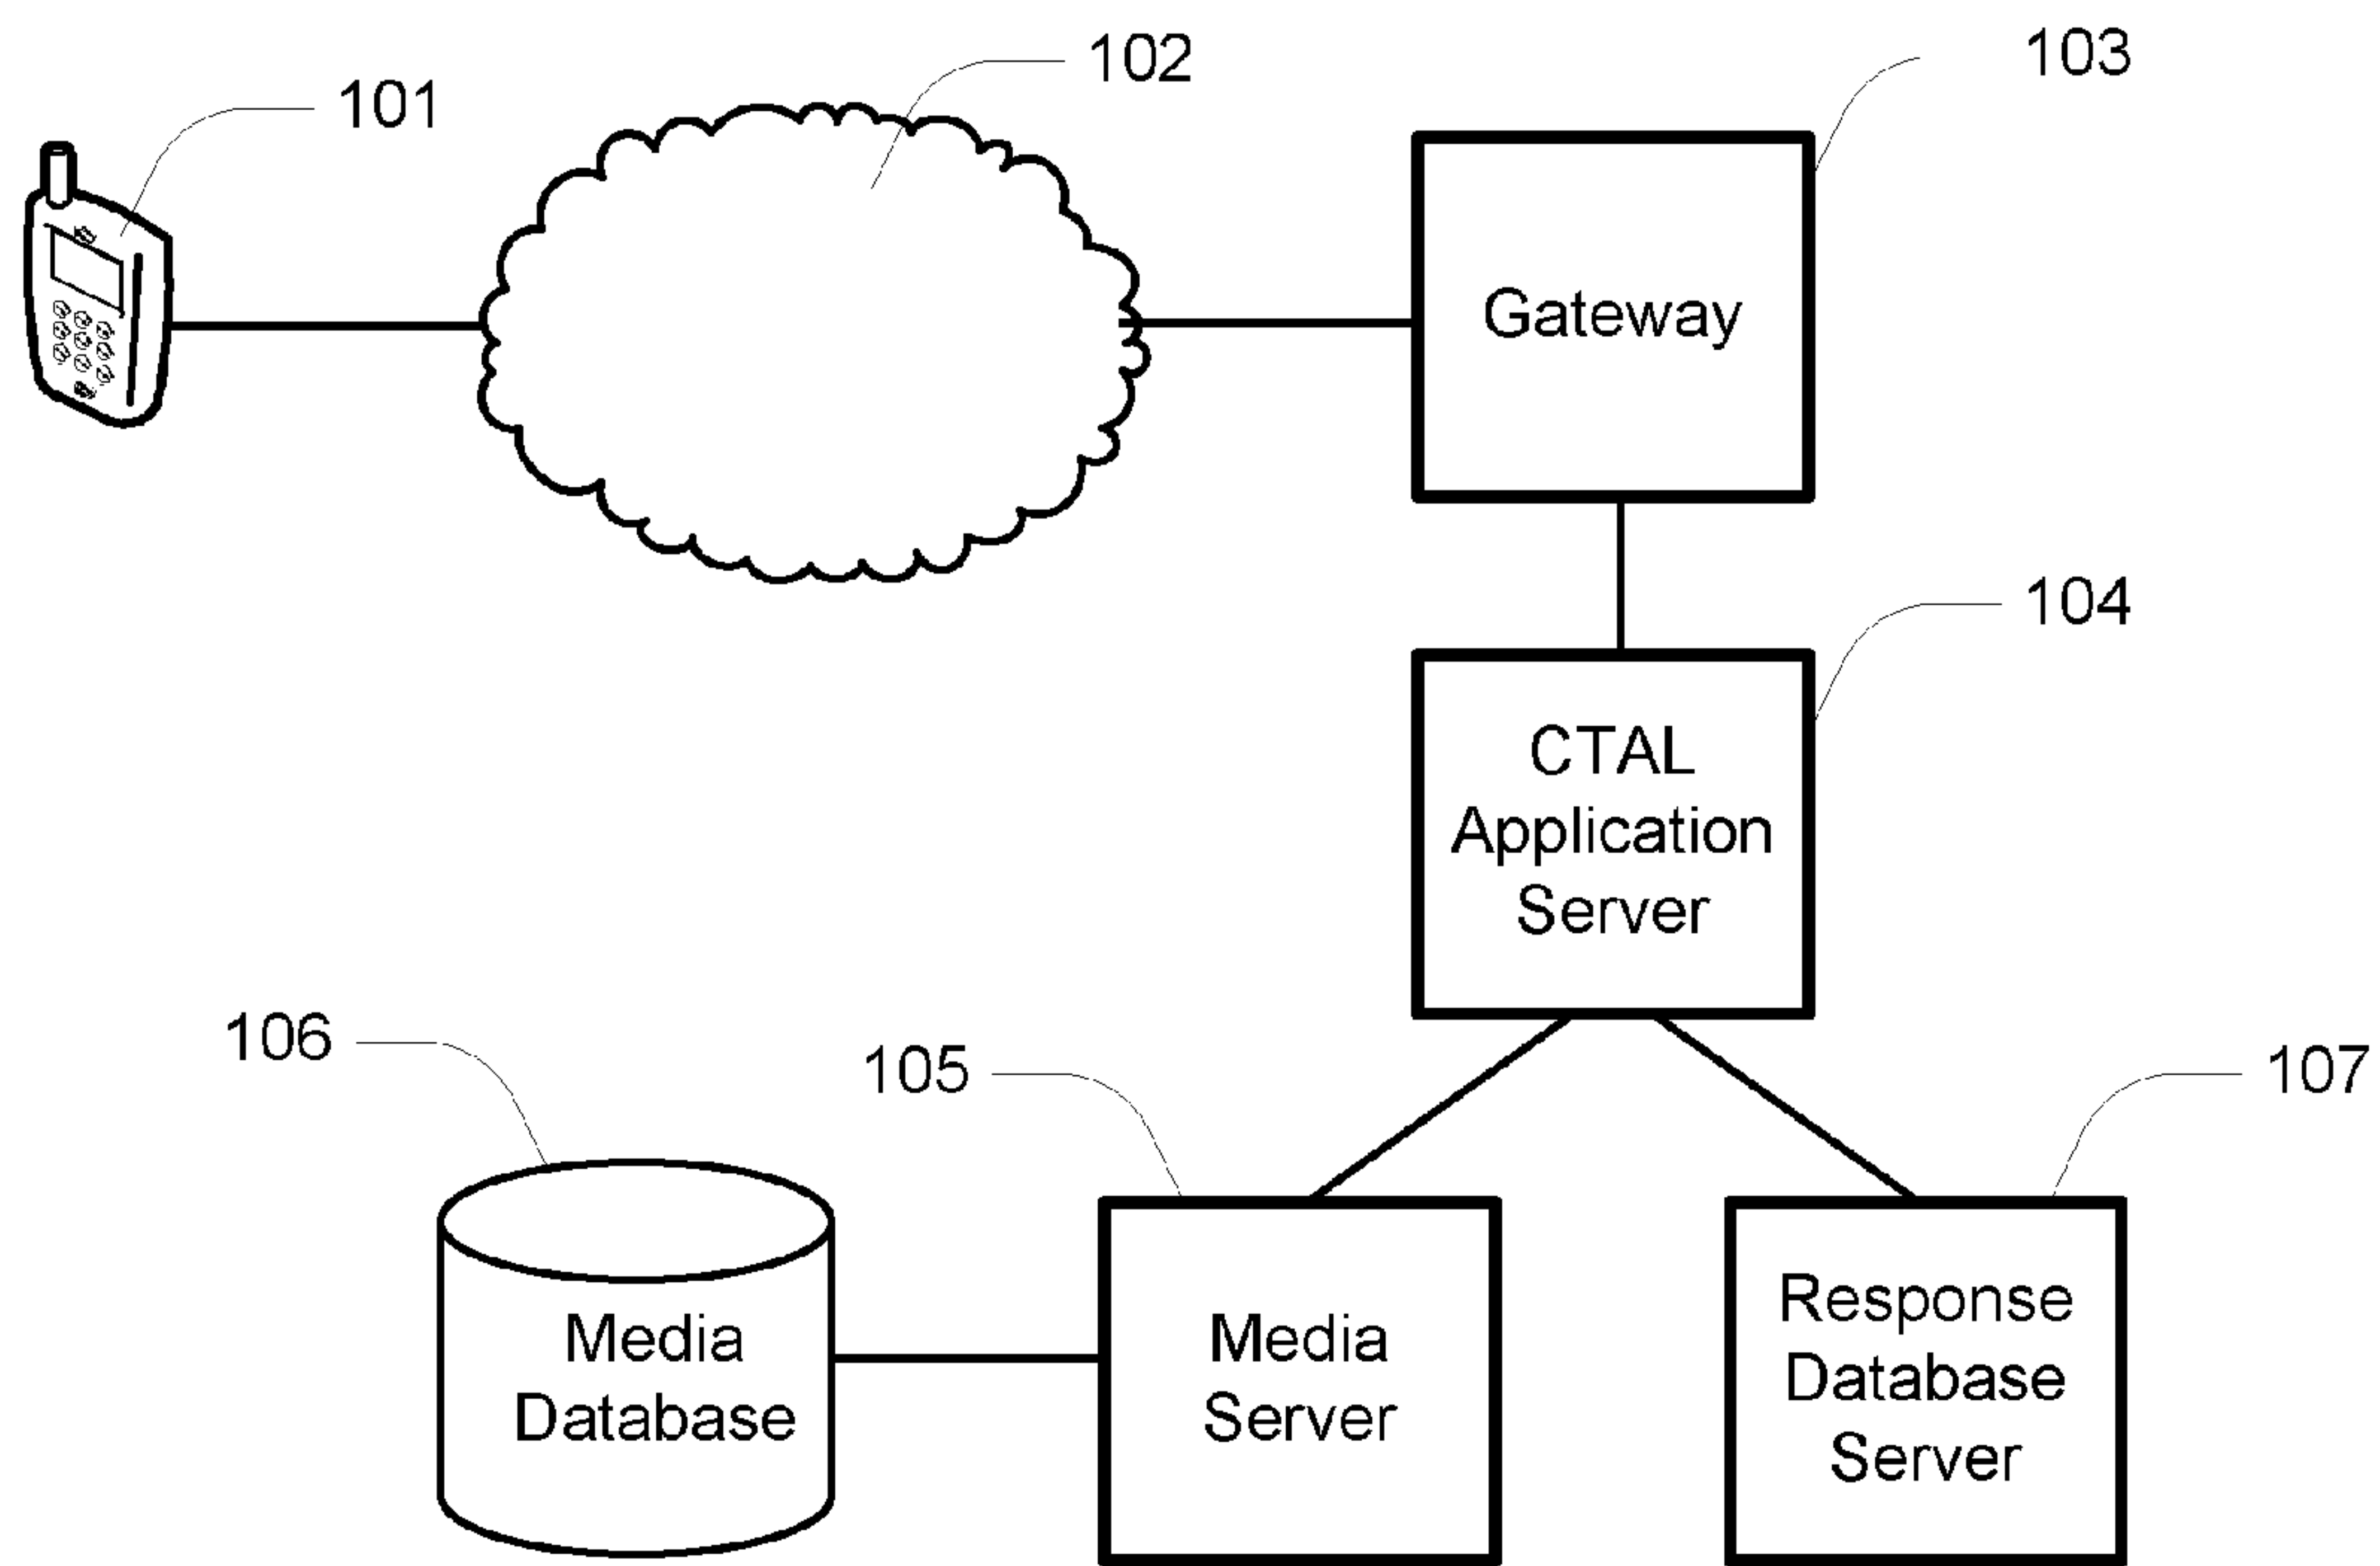 101
102
103
Gateway
104
CTAL
Application
Server
106
105
107
Media
Database
Media
Server
Response
Database
Server